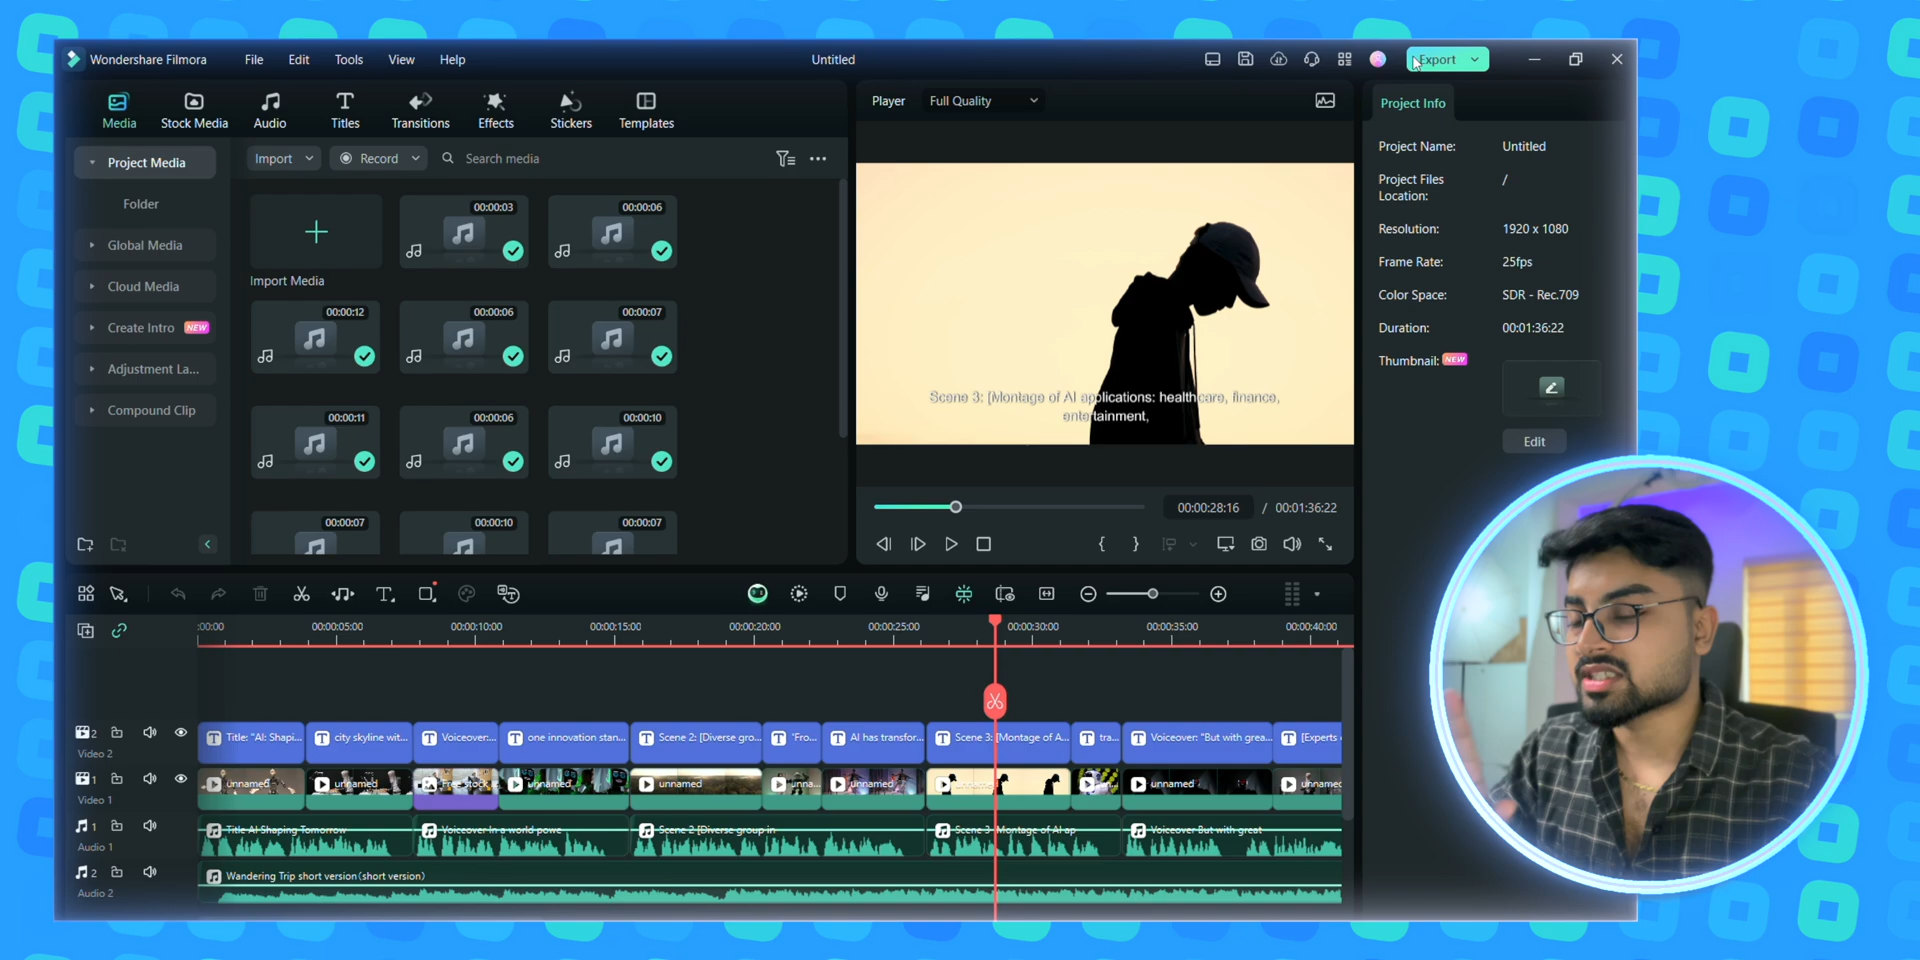 Wondershare Filmora
File
Edit
Tools
View
Help
Untitled
Export
Media
Stock Media
Audio
Titles
Transitions
Effects
Stickers
Templates
Player
Full Quality
Project Info
Project Media
Import
Record
Search media
Folder
Global Media
Cloud Media
Create Intro NEW
Adjustment La...
Compound Clip
Import Media
00:00:03
00:00:06
00:00:12
00:00:06
00:00:07
00:00:11
00:00:06
00:00:10
00:00:07
00:00:10
00:00:07
Scene 3: [Montage of AI applications: healthcare, finance,
entertainment,
00:00:28:16 / 00:01:36:22
Project Name: Untitled
Project Files
Location: /
Resolution: 1920 x 1080
Frame Rate: 25fps
Color Space: SDR - Rec.709
Duration: 00:01:36:22
Thumbnail: NEW
Edit
:00:00
00:00:05:00
00:00:10:00
00:00:15:00
00:00:20:00
00:00:25:00
00:00:30:00
00:00:35:00
00:00:40:00
2
Video 2
Title: "AI: Shapi...
city skyline wit...
Voiceover:...
one innovation stan...
Scene 2: [Diverse gro...
"Fro...
AI has transfor...
Scene 3: [Montage of A...
tra...
Voiceover: "But with grea...
[Experts
1
Video 1
unnamed
unnamed
Free stock
unnamed
unnamed
unna...
unnamed
unnamed
unnamed
1
Audio 1
Title AI Shaping Tomorrow
Voiceover In a world powe
Scene 2 [Diverse group in
Scene 3 Montage of AI ap
Voiceover But with great
2
Audio 2
Wandering Trip short version(short version)